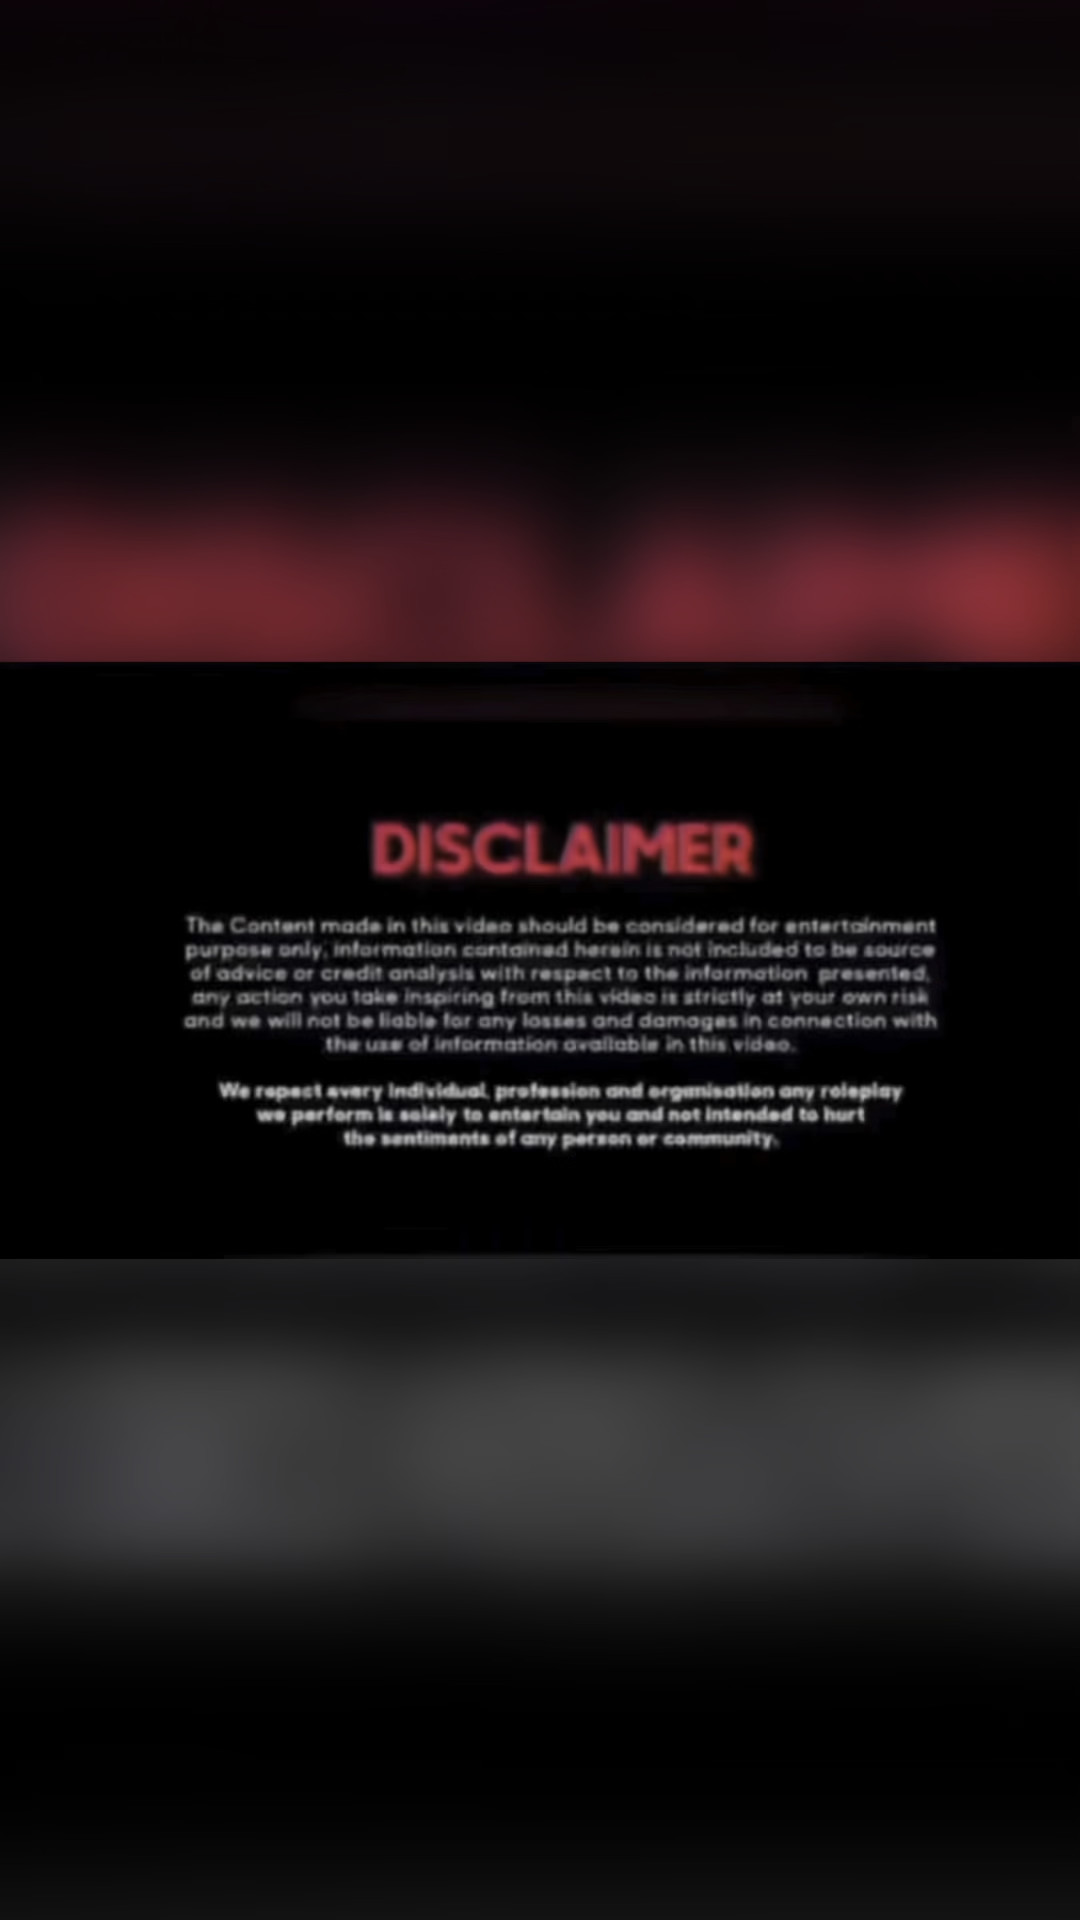 DISCLAIMER
The Content made in this video should be considered for entertainment
purpose only, information contained herein is not included to be source
of advice or credit analysis with respect to the information presented,
any action you take inspiring from this video is strictly at your own risk
and we will not be liable for any losses and damages in connection with
the use of information available in this video.
We repect every individual, profession and organisation any roleplay
we perform is solely to entertain you and not intended to hurt
the sentiments of any person or community.